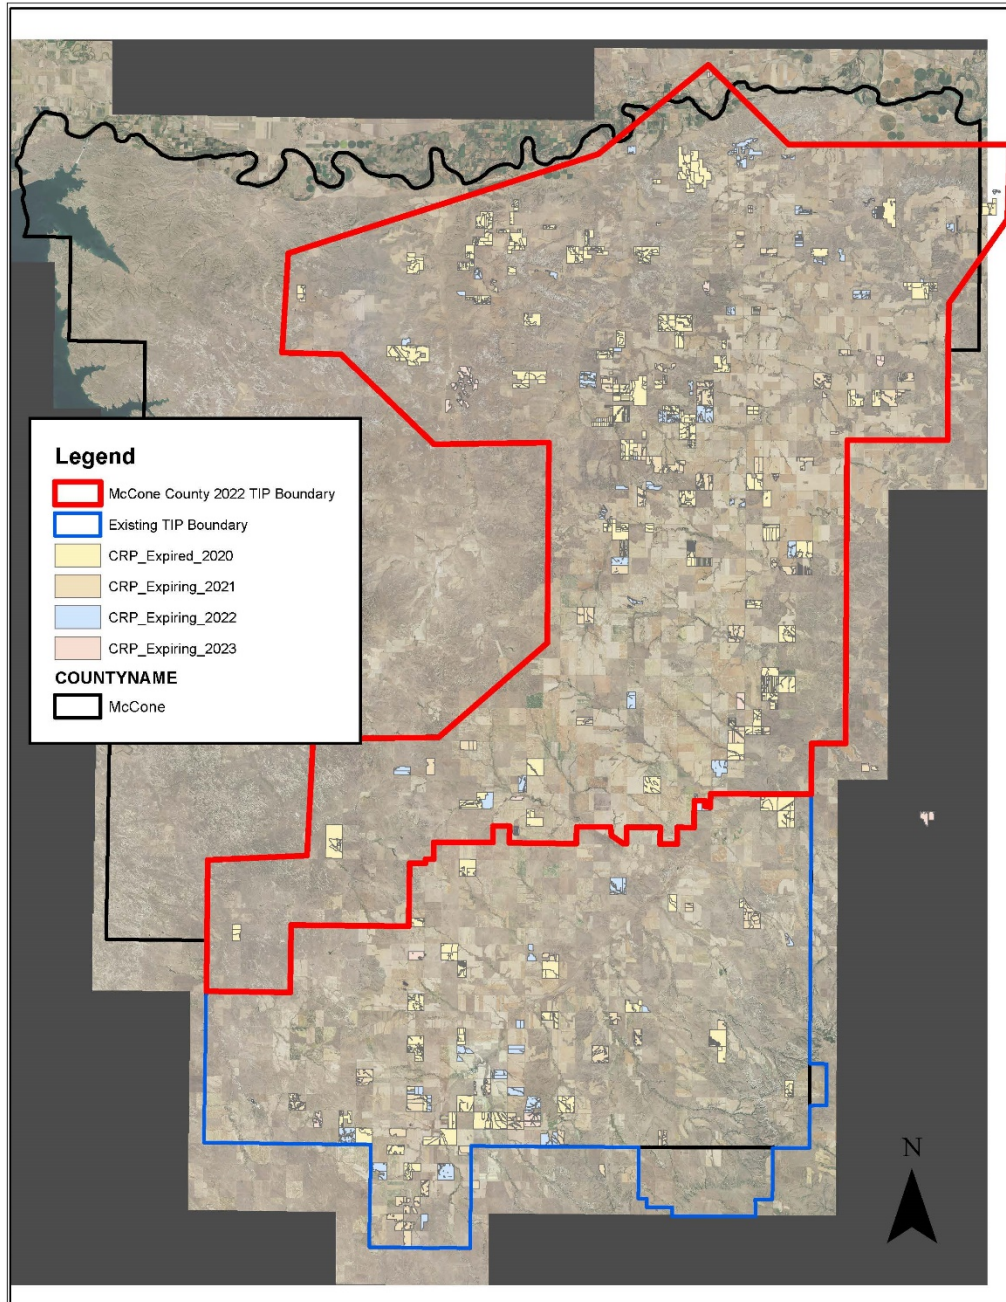 Legend
McCone County 2022 TIP Boundary
Existing TIP Boundary
CRP_Expired_2020
CRP_Expiring_2021
CRP_Expiring_2022
CRP_Expiring_2023
COUNTYNAME
McCone
N